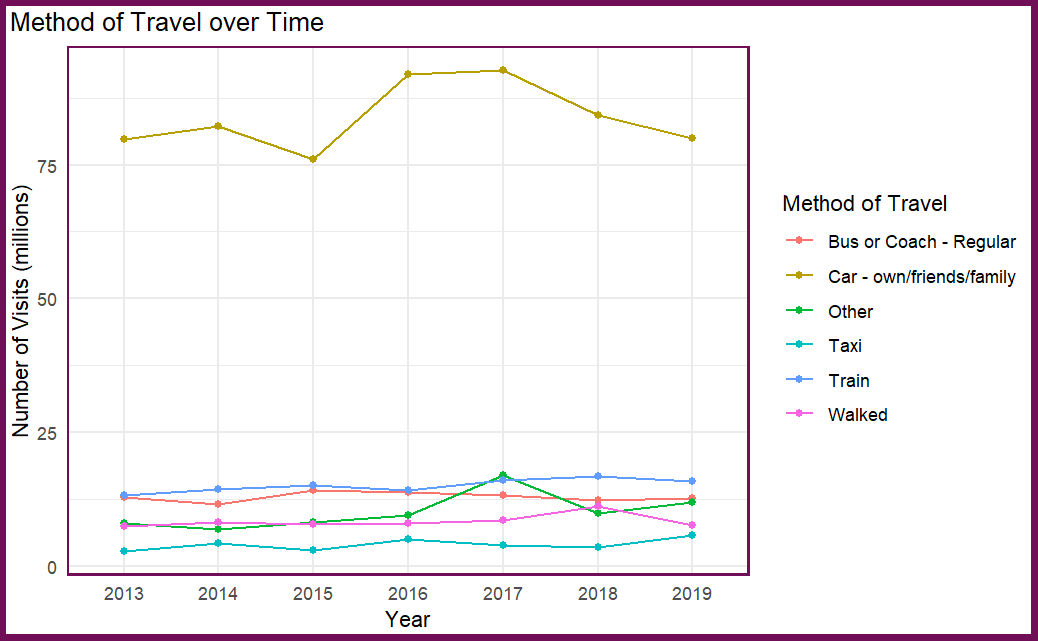 Method of Travel over Time
Number of Visits (millions)
75
50
25
0
2013 2014 2015 2016 2017 2018 2019
Year
Method of Travel
Bus or Coach - Regular
Car - own/friends/family
Other
Taxi
Train
Walked